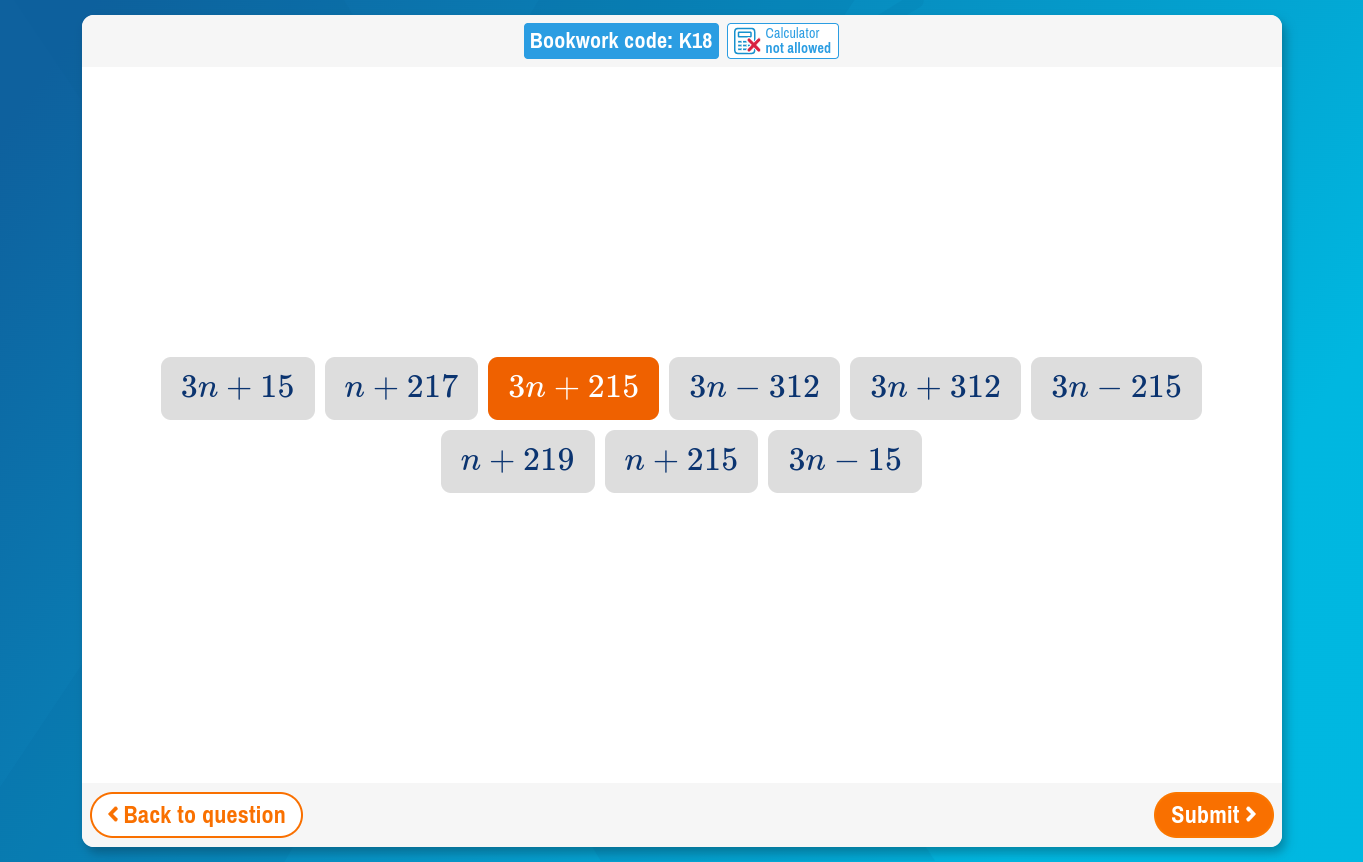 Bookwork code: K18
Calculator
not allowed
3n + 15 n + 217 3n + 215 3n − 312 3n + 312 3n − 215
n + 219 n + 215 3n − 15
Back to question
Submit